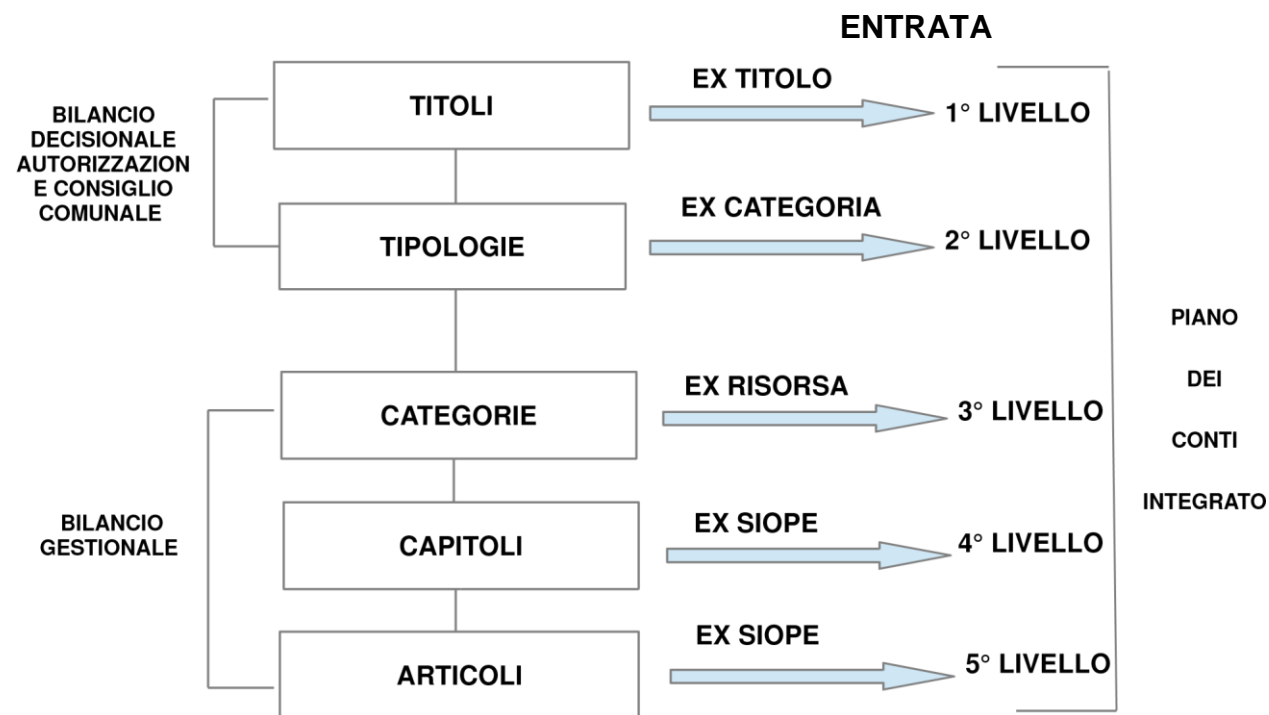 ENTRATA
BILANCIO
DECISIONALE
AUTORIZZAZION
E CONSIGLIO
COMUNALE
TITOLI
EX TITOLO
1° LIVELLO
TIPOLOGIE
EX CATEGORIA
2° LIVELLO
CATEGORIE
EX RISORSA
3° LIVELLO
BILANCIO
GESTIONALE
CAPITOLI
EX SIOPE
4° LIVELLO
ARTICOLI
EX SIOPE
5° LIVELLO
PIANO
DEI
CONTI
INTEGRATO